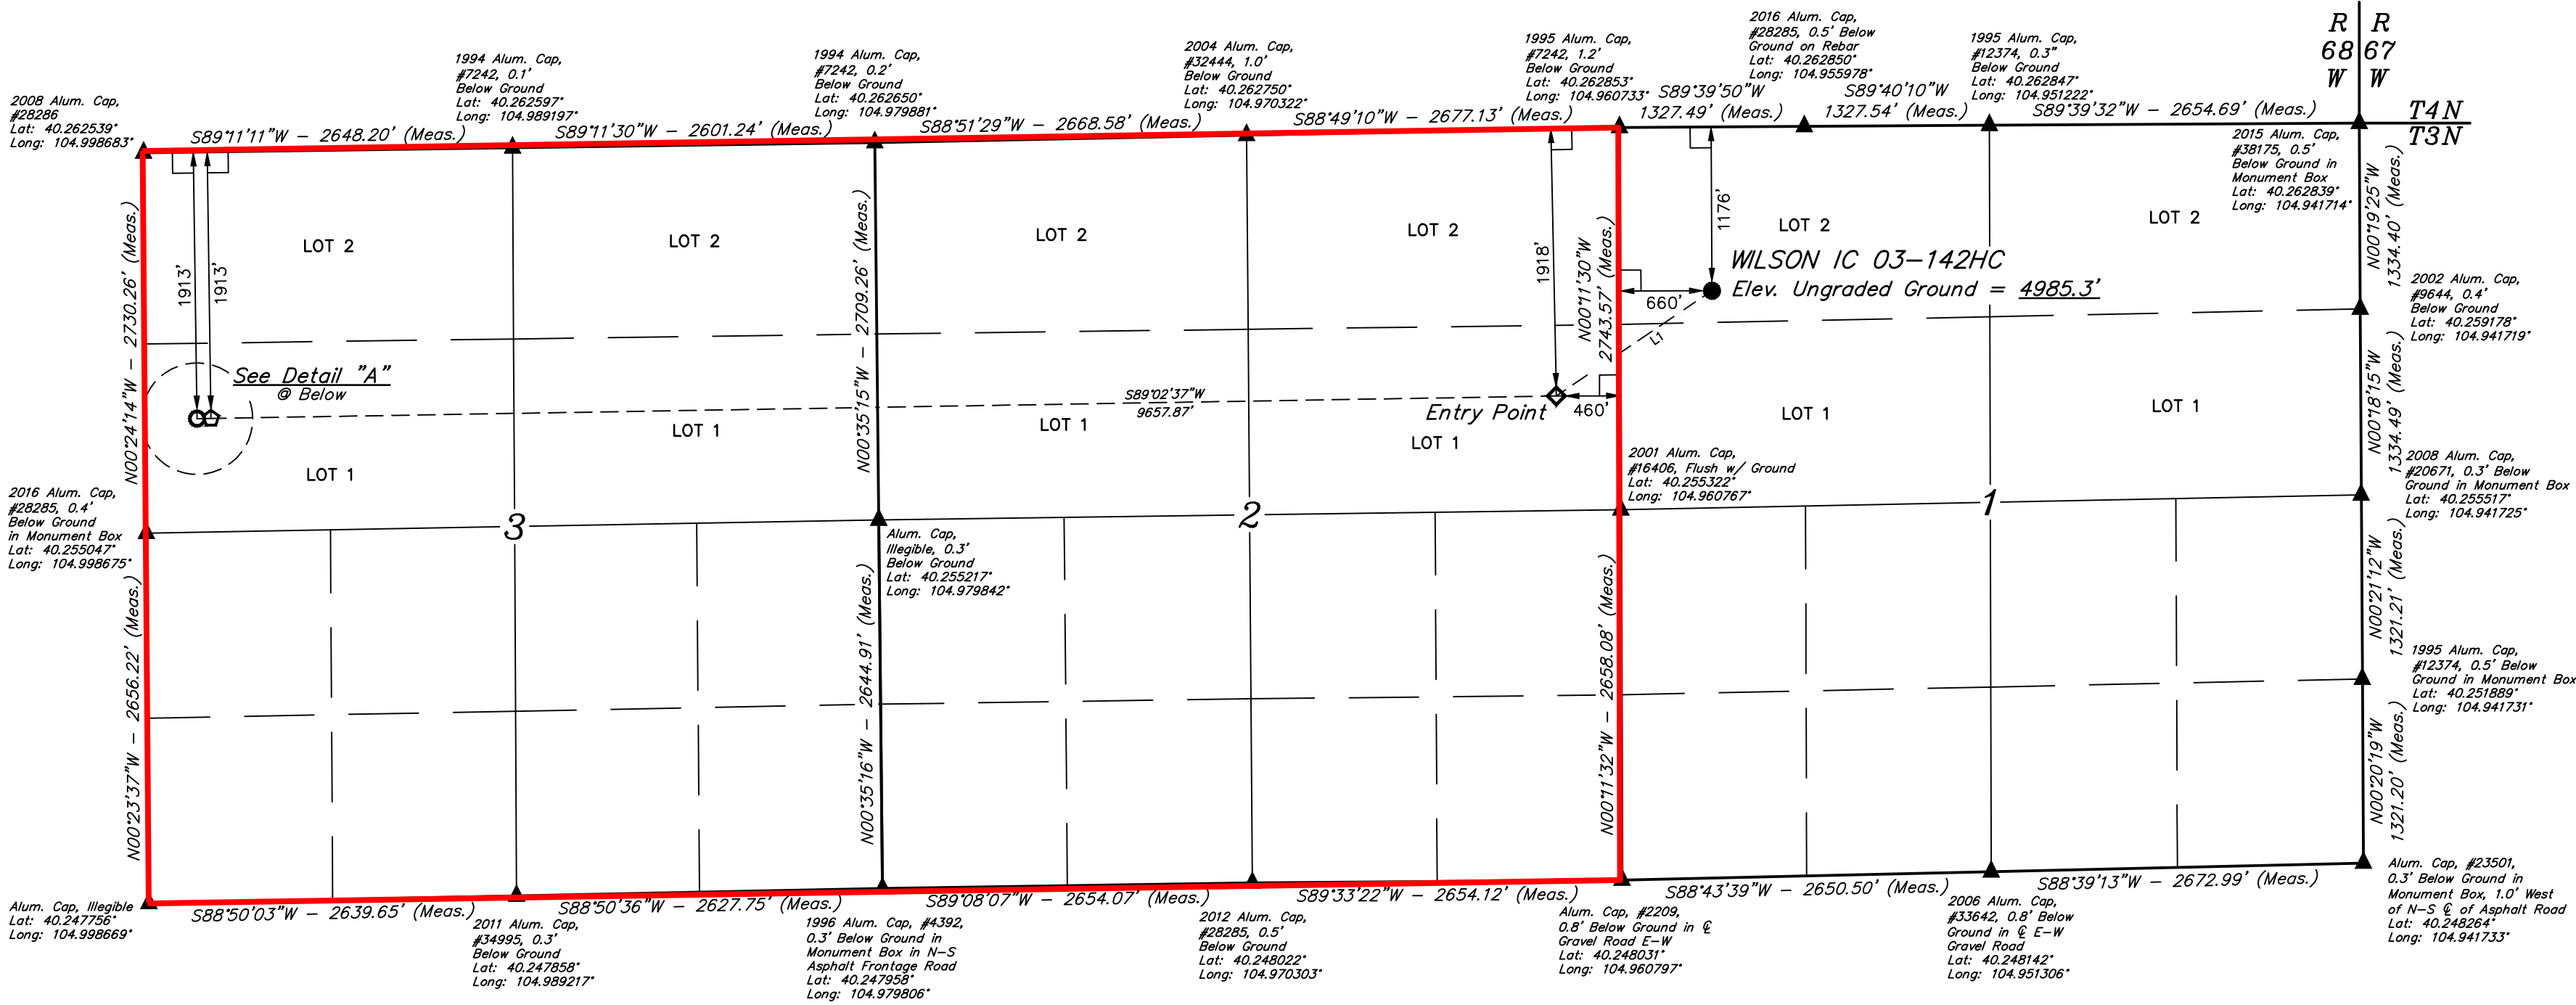 2008 Alum. Cap,
#28286
Lat: 40.262539°
Long: 104.998683°
1994 Alum. Cap,
#7242, 0.1'
Below Ground
Lat: 40.262597°
Long: 104.989197°
1994 Alum. Cap,
#7242, 0.2'
Below Ground
Lat: 40.262650°
Long: 104.979881°
2004 Alum. Cap,
#32444, 1.0'
Below Ground
Lat: 40.262750°
Long: 104.970322°
1995 Alum. Cap,
#7242, 1.2'
Below Ground
Lat: 40.262853°
Long: 104.960733°
2016 Alum. Cap,
#28285, 0.5' Below
Ground on Rebar
Lat: 40.262850°
Long: 104.955978°
1995 Alum. Cap,
#12374, 0.3"
Below Ground
Lat: 40.262847°
Long: 104.951222°
R R
68 67
W W
T4N
T3N
S89°11'11"W - 2648.20' (Meas.)
S89°11'30"W - 2601.24' (Meas.)
S88°51'29"W - 2668.58' (Meas.)
S88°49'10"W - 2677.13' (Meas.)
S89°39'50"W
1327.49' (Meas.)
S89°40'10"W
1327.54' (Meas.)
S89°39'32"W - 2654.69' (Meas.)
2015 Alum. Cap,
#38175, 0.5'
Below Ground in
Monument Box
Lat: 40.262839°
Long: 104.941714°
N00°24'14"W - 2730.26' (Meas.)
1913'
1913'
LOT 2
LOT 2
N00°35'15"W - 2709.26' (Meas.)
LOT 2
LOT 2
1918'
N00°11'30"W
2743.57' (Meas.)
1176'
LOT 2
LOT 2
WILSON IC 03-142HC
Elev. Ungraded Ground = 4985.3'
660'
L1
N00°19'25"W
1334.40' (Meas.)
2002 Alum. Cap,
#9644, 0.4'
Below Ground
Lat: 40.259178°
Long: 104.941719°
See Detail "A"
@ Below
S89°02'37"W
9657.87'
Entry Point
460'
LOT 1
LOT 1
LOT 1
LOT 1
LOT 1
LOT 1
N00°18'15"W
1334.49' (Meas.)
2016 Alum. Cap,
#28285, 0.4'
Below Ground
in Monument Box
Lat: 40.255047°
Long: 104.998675°
2001 Alum. Cap,
#16406, Flush w/ Ground
Lat: 40.255322°
Long: 104.960767°
2008 Alum. Cap,
#20671, 0.3' Below
Ground in Monument Box
Lat: 40.255517°
Long: 104.941725°
3
2
1
Alum. Cap,
Illegible, 0.3'
Below Ground
Lat: 40.255217°
Long: 104.979842°
N00°23'37"W - 2656.22' (Meas.)
N00°35'16"W - 2644.91' (Meas.)
N00°11'32"W - 2658.08' (Meas.)
N00°21'12"W
1321.21' (Meas.)
1995 Alum. Cap,
#12374, 0.5' Below
Ground in Monument Box
Lat: 40.251889°
Long: 104.941731°
N00°20'19"W
1321.20' (Meas.)
S88°50'03"W - 2639.65' (Meas.)
S88°50'36"W - 2627.75' (Meas.)
S89°08'07"W - 2654.07' (Meas.)
S89°33'22"W - 2654.12' (Meas.)
S88°43'39"W - 2650.50' (Meas.)
S88°39'13"W - 2672.99' (Meas.)
Alum. Cap, Illegible
Lat: 40.247756°
Long: 104.998669°
2011 Alum. Cap,
#34995, 0.3'
Below Ground
Lat: 40.247858°
Long: 104.989217°
1996 Alum. Cap, #4392,
0.3' Below Ground in
Monument Box in N-S
Asphalt Frontage Road
Lat: 40.247958°
Long: 104.979806°
2012 Alum. Cap,
#28285, 0.5'
Below Ground
Lat: 40.248022°
Long: 104.970303°
Alum. Cap, #2209,
0.8' Below Ground in ℄
Gravel Road E-W
Lat: 40.248031°
Long: 104.960797°
2006 Alum. Cap,
#33642, 0.8' Below
Ground in ℄ E-W
Gravel Road
Lat: 40.248142°
Long: 104.951306°
Alum. Cap, #23501,
0.3' Below Ground in
Monument Box, 1.0' West
of N-S ℄ of Asphalt Road
Lat: 40.248264°
Long: 104.941733°